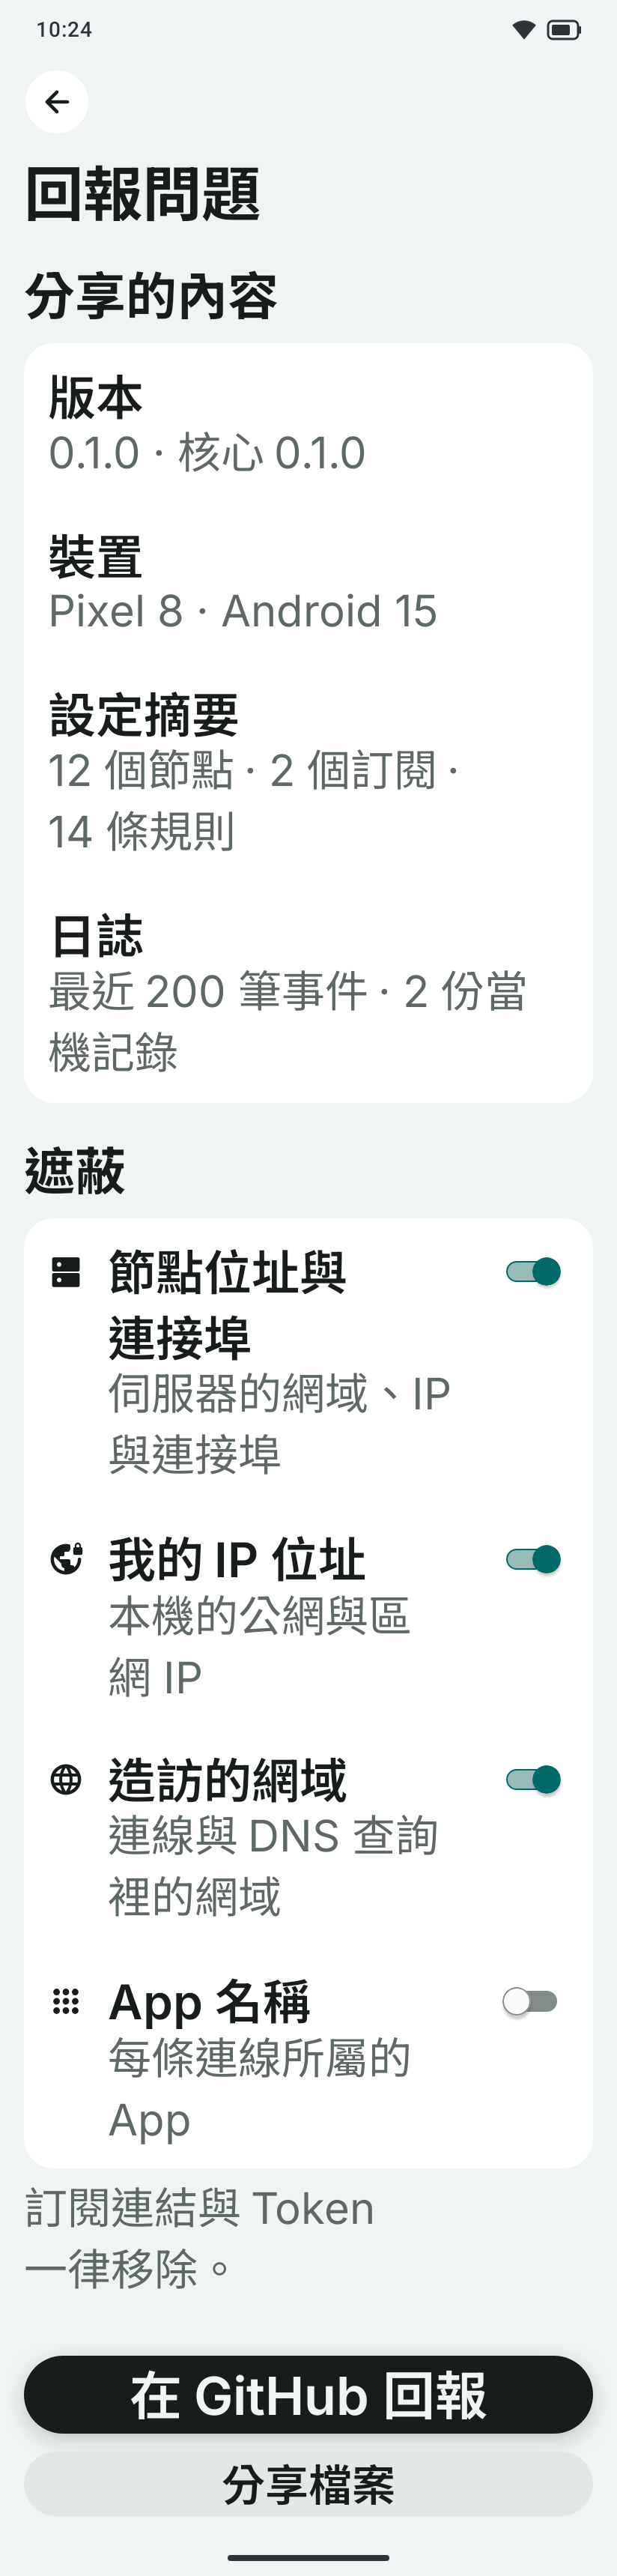 10:24
回報問題
分享的內容
版本
0.1.0 · 核心 0.1.0
裝置
Pixel 8 · Android 15
設定摘要
12 個節點 · 2 個訂閱 ·
14 條規則
日誌
最近 200 筆事件 · 2 份當
機記錄
遮蔽
節點位址與
連接埠
伺服器的網域、IP
與連接埠
我的 IP 位址
本機的公網與區
網 IP
造訪的網域
連線與 DNS 查詢
裡的網域
App 名稱
每條連線所屬的
App
訂閱連結與 Token
一律移除。
在 GitHub 回報
分享檔案